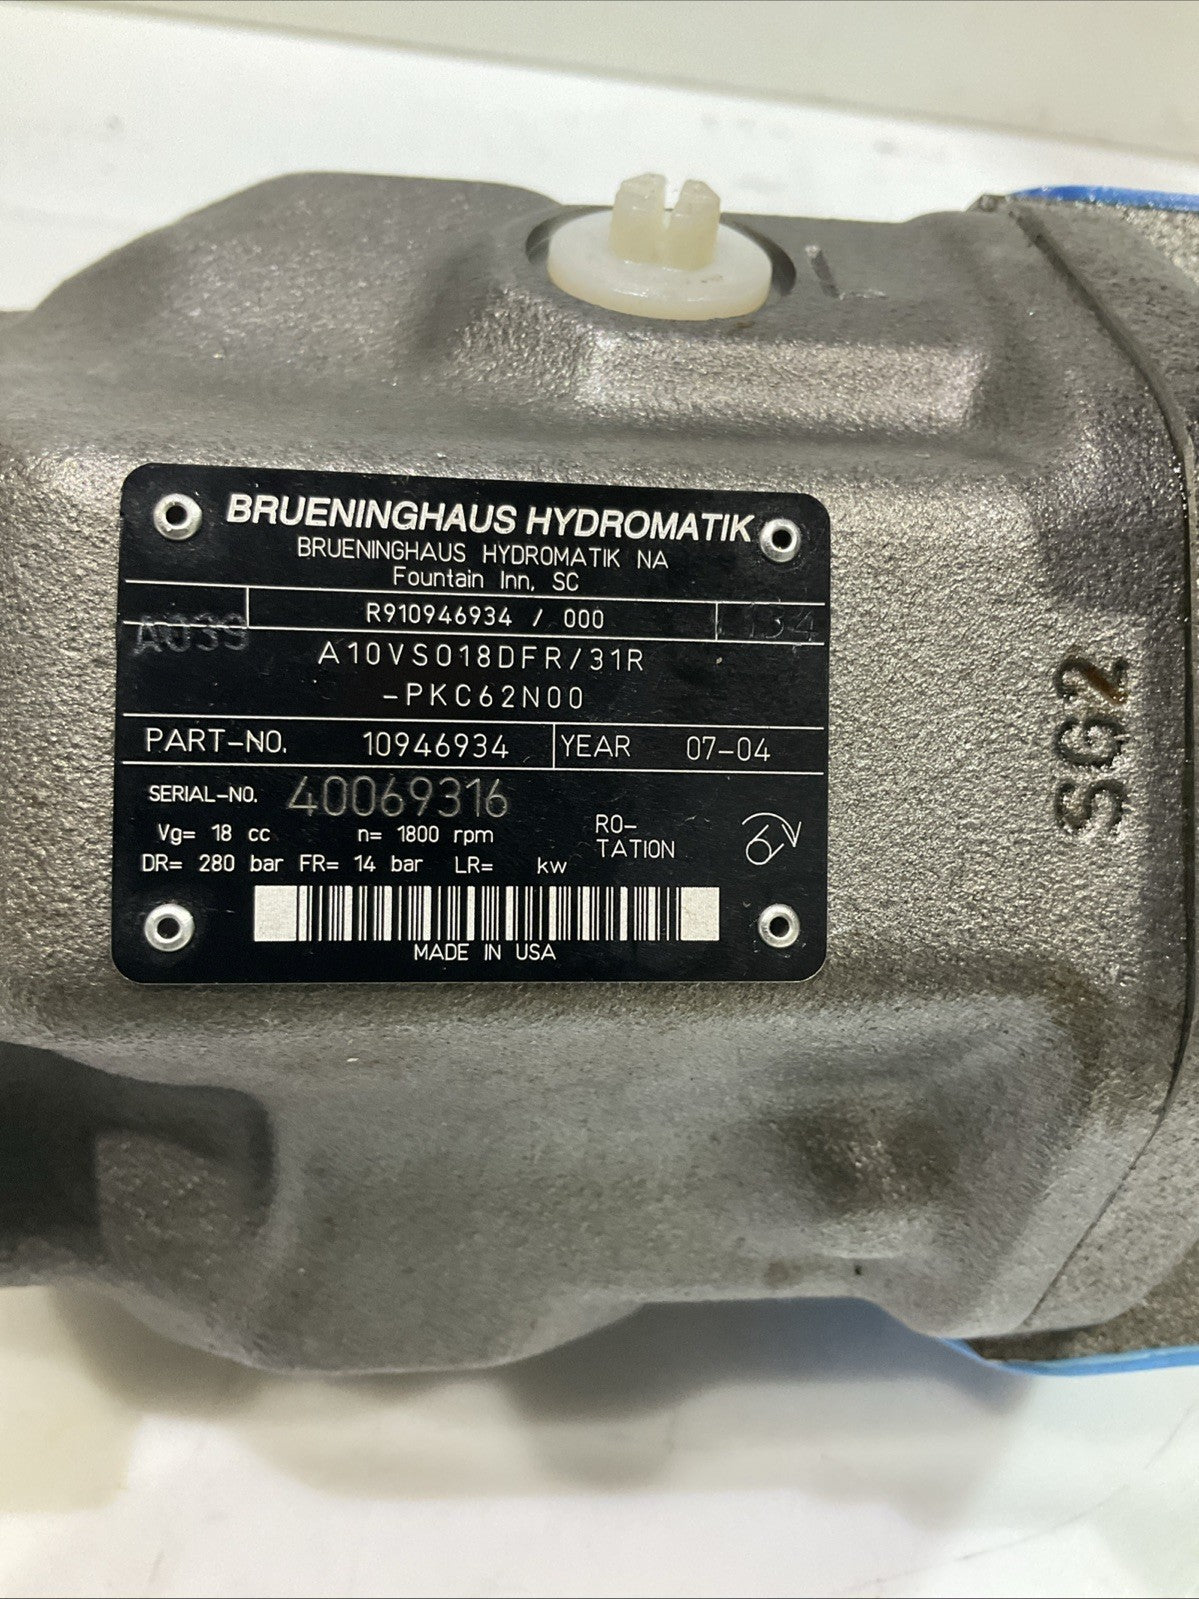 BRUENINGHAUS HYDROMATIK
BRUENINGHAUS HYDROMATIK NA
Fountain Inn, SC
R910946934 / 000
134
A039
A10VSO18DFR/31R
-PKC62N00
PART-NO. 10946934 YEAR 07-04
SERIAL-NO. 40069316
Vg= 18 cc n= 1800 rpm
RO-
TATION
DR= 280 bar FR= 14 bar LR= kw
MADE IN USA
SG2